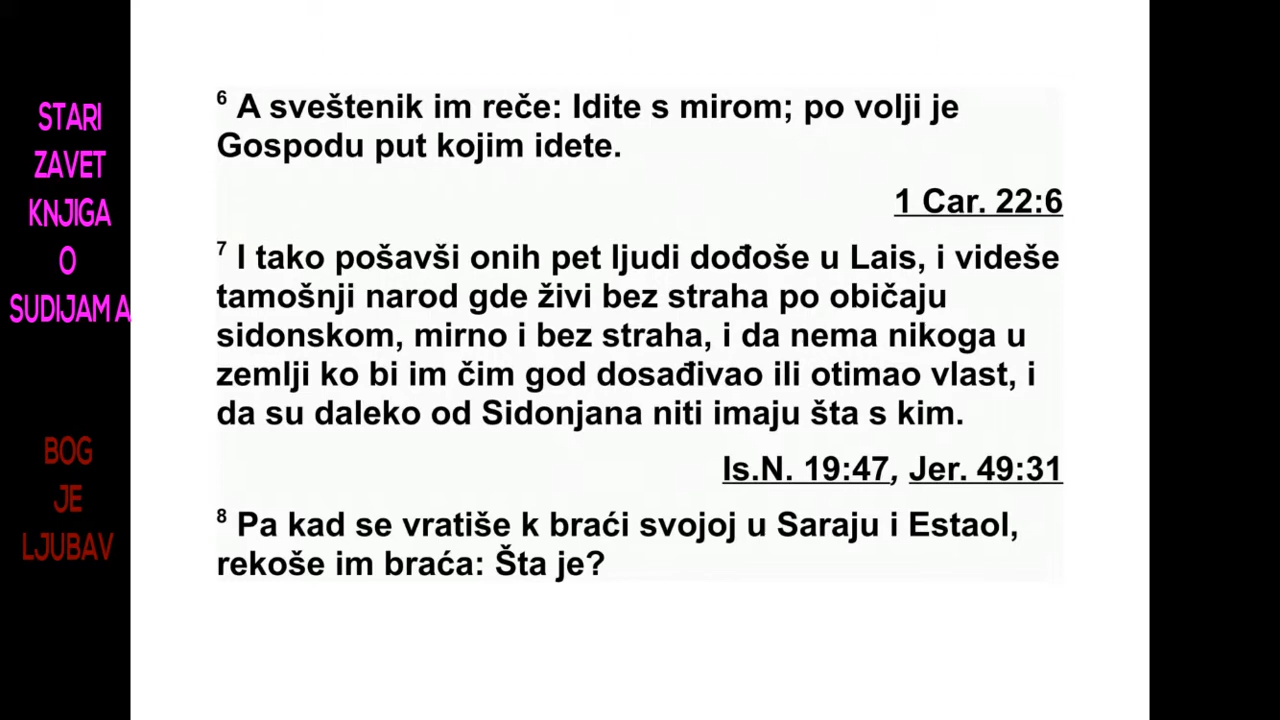 STARI
ZAVET
KNJIGA
O
SUDIJAMA
BOG
JE
LJUBAV
6 A sveštenik im reče: Idite s mirom; po volji je
Gospodu put kojim idete.
1 Car. 22:6
7 I tako pošavši onih pet ljudi dođoše u Lais, i videše
tamošnji narod gde živi bez straha po običaju
sidonskom, mirno i bez straha, i da nema nikoga u
zemlji ko bi im čim god dosađivao ili otimao vlast, i
da su daleko od Sidonjana niti imaju šta s kim.
Is.N. 19:47, Jer. 49:31
8 Pa kad se vratiše k braći svojoj u Saraju i Estaol,
rekoše im braća: Šta je?